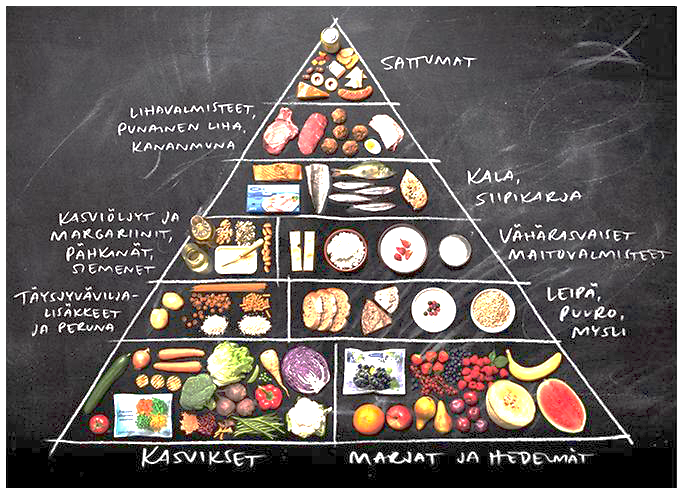 SATTUMAT
LIHAVALMISTEET,
PUNAINEN LIHA,
KANANMUNA
KALA,
SIIPIKARJA
KASVIÖLJYT JA
MARGARIINIT,
PÄHKINÄT,
SIEMENET
VÄHÄRASVAISET
MAITOVALMISTEET
TÄYSJYVÄVILJA-
LISÄKKEET
JA PERUNA
LEIPÄ,
PUURO,
MYSLI
KASVIKSET
MARJAT JA HEDELMÄT